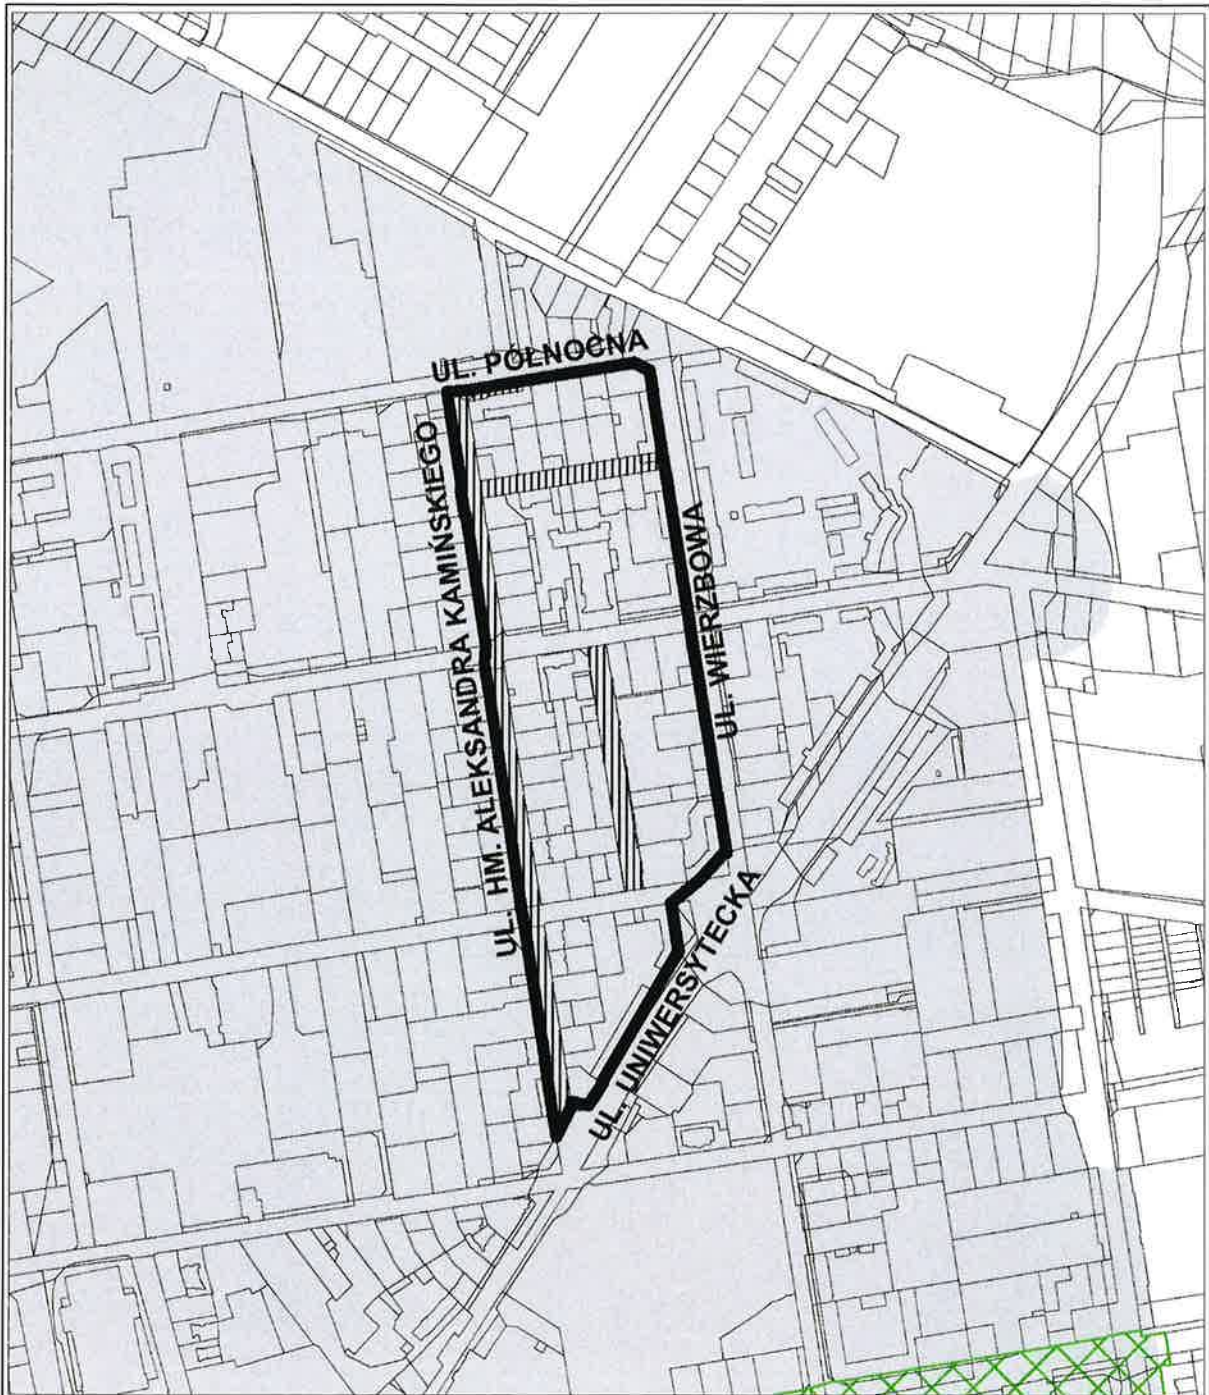 UL. PÓŁNOCNA
UL. HM. ALEKSANDRA KAMIŃSKIEGO
UL. WIERZBOWA
UL. UNIWERSYTECKA